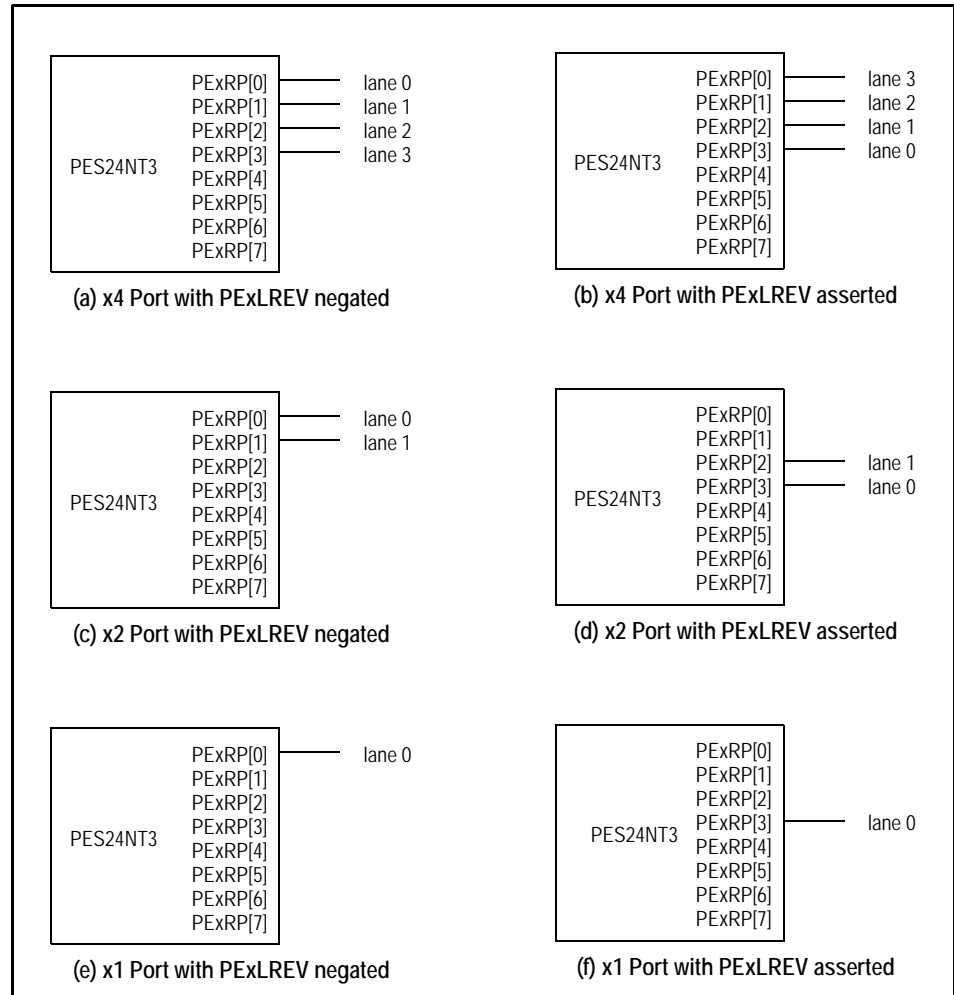 PES24NT3
PExRP[0]
PExRP[1]
PExRP[2]
PExRP[3]
PExRP[4]
PExRP[5]
PExRP[6]
PExRP[7]
lane 0
lane 1
lane 2
lane 3
(a) x4 Port with PExLREV negated
PES24NT3
PExRP[0]
PExRP[1]
PExRP[2]
PExRP[3]
PExRP[4]
PExRP[5]
PExRP[6]
PExRP[7]
lane 3
lane 2
lane 1
lane 0
(b) x4 Port with PExLREV asserted
PES24NT3
PExRP[0]
PExRP[1]
PExRP[2]
PExRP[3]
PExRP[4]
PExRP[5]
PExRP[6]
PExRP[7]
lane 0
lane 1
(c) x2 Port with PExLREV negated
PES24NT3
PExRP[0]
PExRP[1]
PExRP[2]
PExRP[3]
PExRP[4]
PExRP[5]
PExRP[6]
PExRP[7]
lane 1
lane 0
(d) x2 Port with PExLREV asserted
PES24NT3
PExRP[0]
PExRP[1]
PExRP[2]
PExRP[3]
PExRP[4]
PExRP[5]
PExRP[6]
PExRP[7]
lane 0
(e) x1 Port with PExLREV negated
PES24NT3
PExRP[0]
PExRP[1]
PExRP[2]
PExRP[3]
PExRP[4]
PExRP[5]
PExRP[6]
PExRP[7]
lane 0
(f) x1 Port with PExLREV asserted